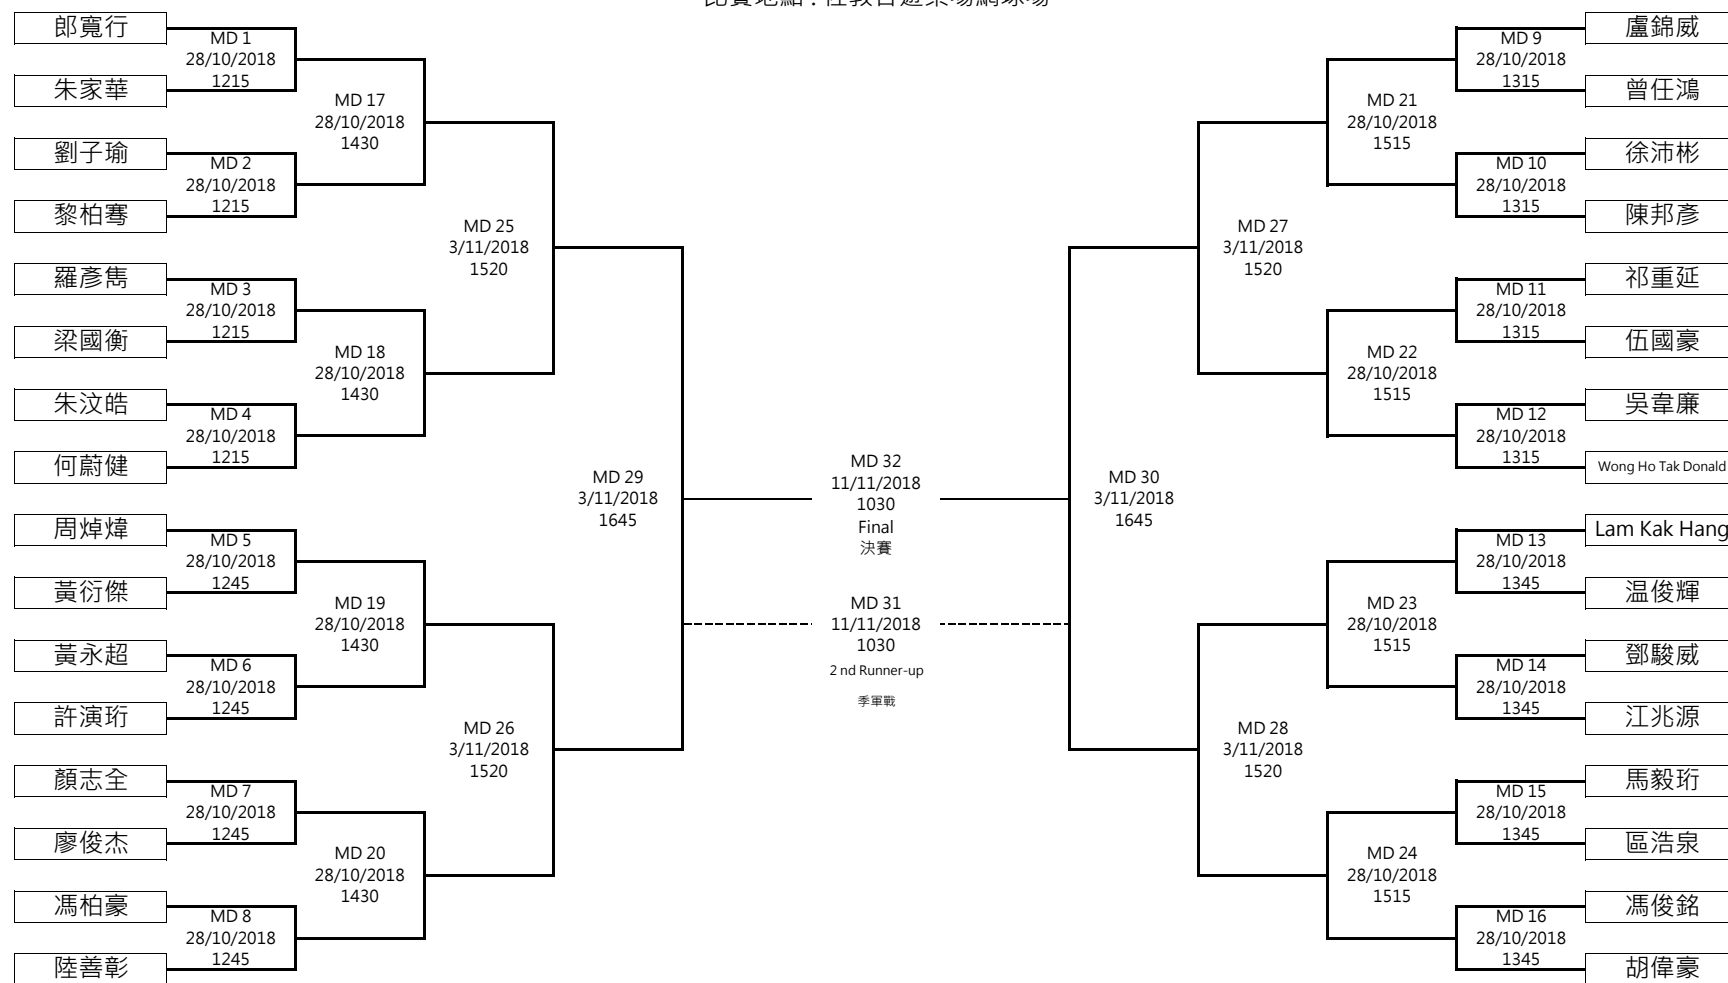 郎寬行
MD 1
28/10/2018
1215
朱家華
MD 17
28/10/2018
1430
劉子瑜
MD 2
28/10/2018
1215
黎柏骞
MD 25
3/11/2018
1520
羅彥雋
MD 3
28/10/2018
1215
梁國衡
MD 18
28/10/2018
1430
朱汶皓
MD 4
28/10/2018
1215
何蔚健
MD 29
3/11/2018
1645
周焯煒
MD 5
28/10/2018
1245
黃衍傑
MD 19
28/10/2018
1430
黃永超
MD 6
28/10/2018
1245
許演珩
MD 26
3/11/2018
1520
顏志全
MD 7
28/10/2018
1245
廖俊杰
MD 20
28/10/2018
1430
馮柏豪
MD 8
28/10/2018
1245
陸善彰
MD 32
11/11/2018
1030
Final
決賽
MD 31
11/11/2018
1030
2 nd Runner-up
季軍戰
盧錦威
MD 9
28/10/2018
1315
曾任鴻
MD 21
28/10/2018
1515
徐沛彬
MD 10
28/10/2018
1315
陳邦彥
MD 27
3/11/2018
1520
祁重延
MD 11
28/10/2018
1315
伍國豪
MD 22
28/10/2018
1515
吳韋廉
MD 12
28/10/2018
1315
Wong Ho Tak Donald
MD 30
3/11/2018
1645
Lam Kak Hang
MD 13
28/10/2018
1345
温俊輝
MD 23
28/10/2018
1515
鄧駿威
MD 14
28/10/2018
1345
江兆源
MD 28
3/11/2018
1520
馬毅珩
MD 15
28/10/2018
1345
區浩泉
MD 24
28/10/2018
1515
馮俊銘
MD 16
28/10/2018
1345
胡偉豪